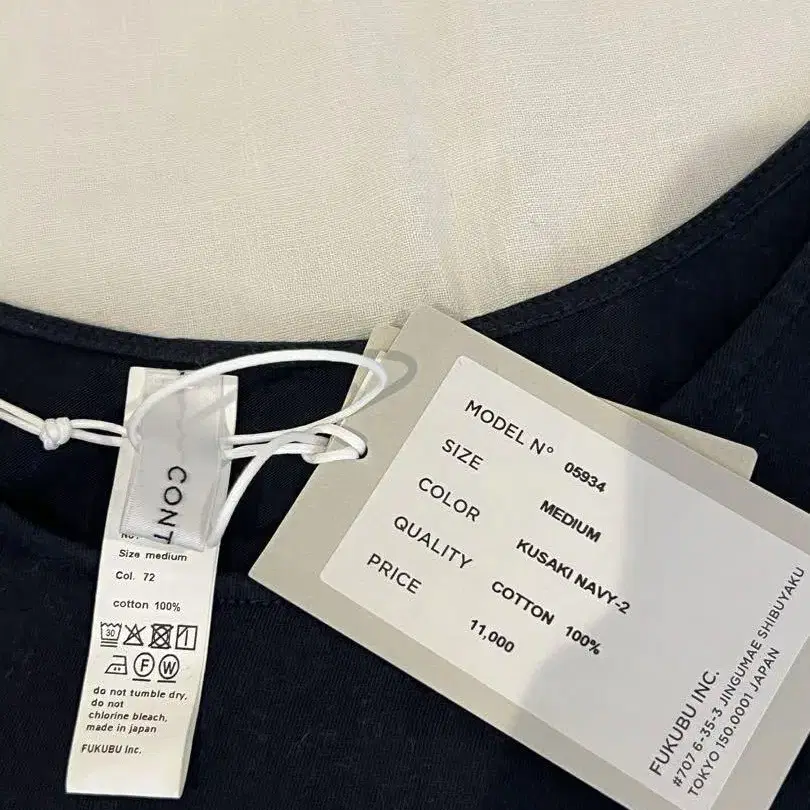 CONT
Size medium
Col. 72
cotton 100%
30
F W
do not tumble dry,
do not
chlorine bleach,
made in japan
FUKUBU Inc.
MODEL N° 05934
SIZE MEDIUM
COLOR KUSAKI NAVY-2
QUALITY COTTON 100%
PRICE 11,000
FUKUBU INC.
#707 6-35-3 JINGUMAE SHIBUYAKU
TOKYO 150.0001 JAPAN